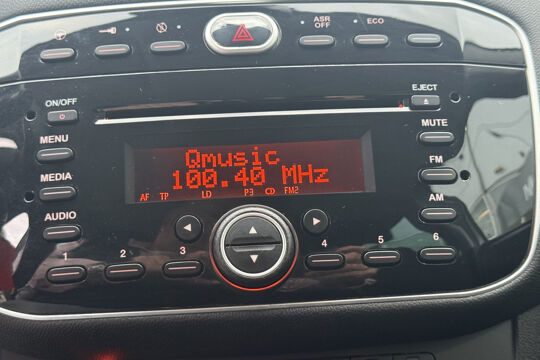 ASR
OFF
ECO
ON/OFF
EJECT
MENU
MUTE
MEDIA
FM
AUDIO
AM
Qmusic
100.40 MHz
AF TP LD P3 CD FM2
1 2 3 4 5 6